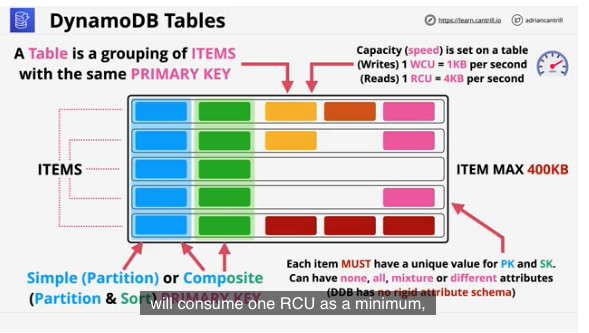 DynamoDB Tables
https://learn.cantrill.io
adriancantrill
A Table is a grouping of ITEMS
with the same PRIMARY KEY
Capacity (speed) is set on a table
(Writes) 1 WCU = 1KB per second
(Reads) 1 RCU = 4KB per second
ITEMS
ITEM MAX 400KB
Simple (Partition) or Composite
(Partition & Sort) PRIMARY KEY
Each item MUST have a unique value for PK and SK.
Can have none, all, mixture or different attributes
(DDB has no rigid attribute schema)
will consume one RCU as a minimum,